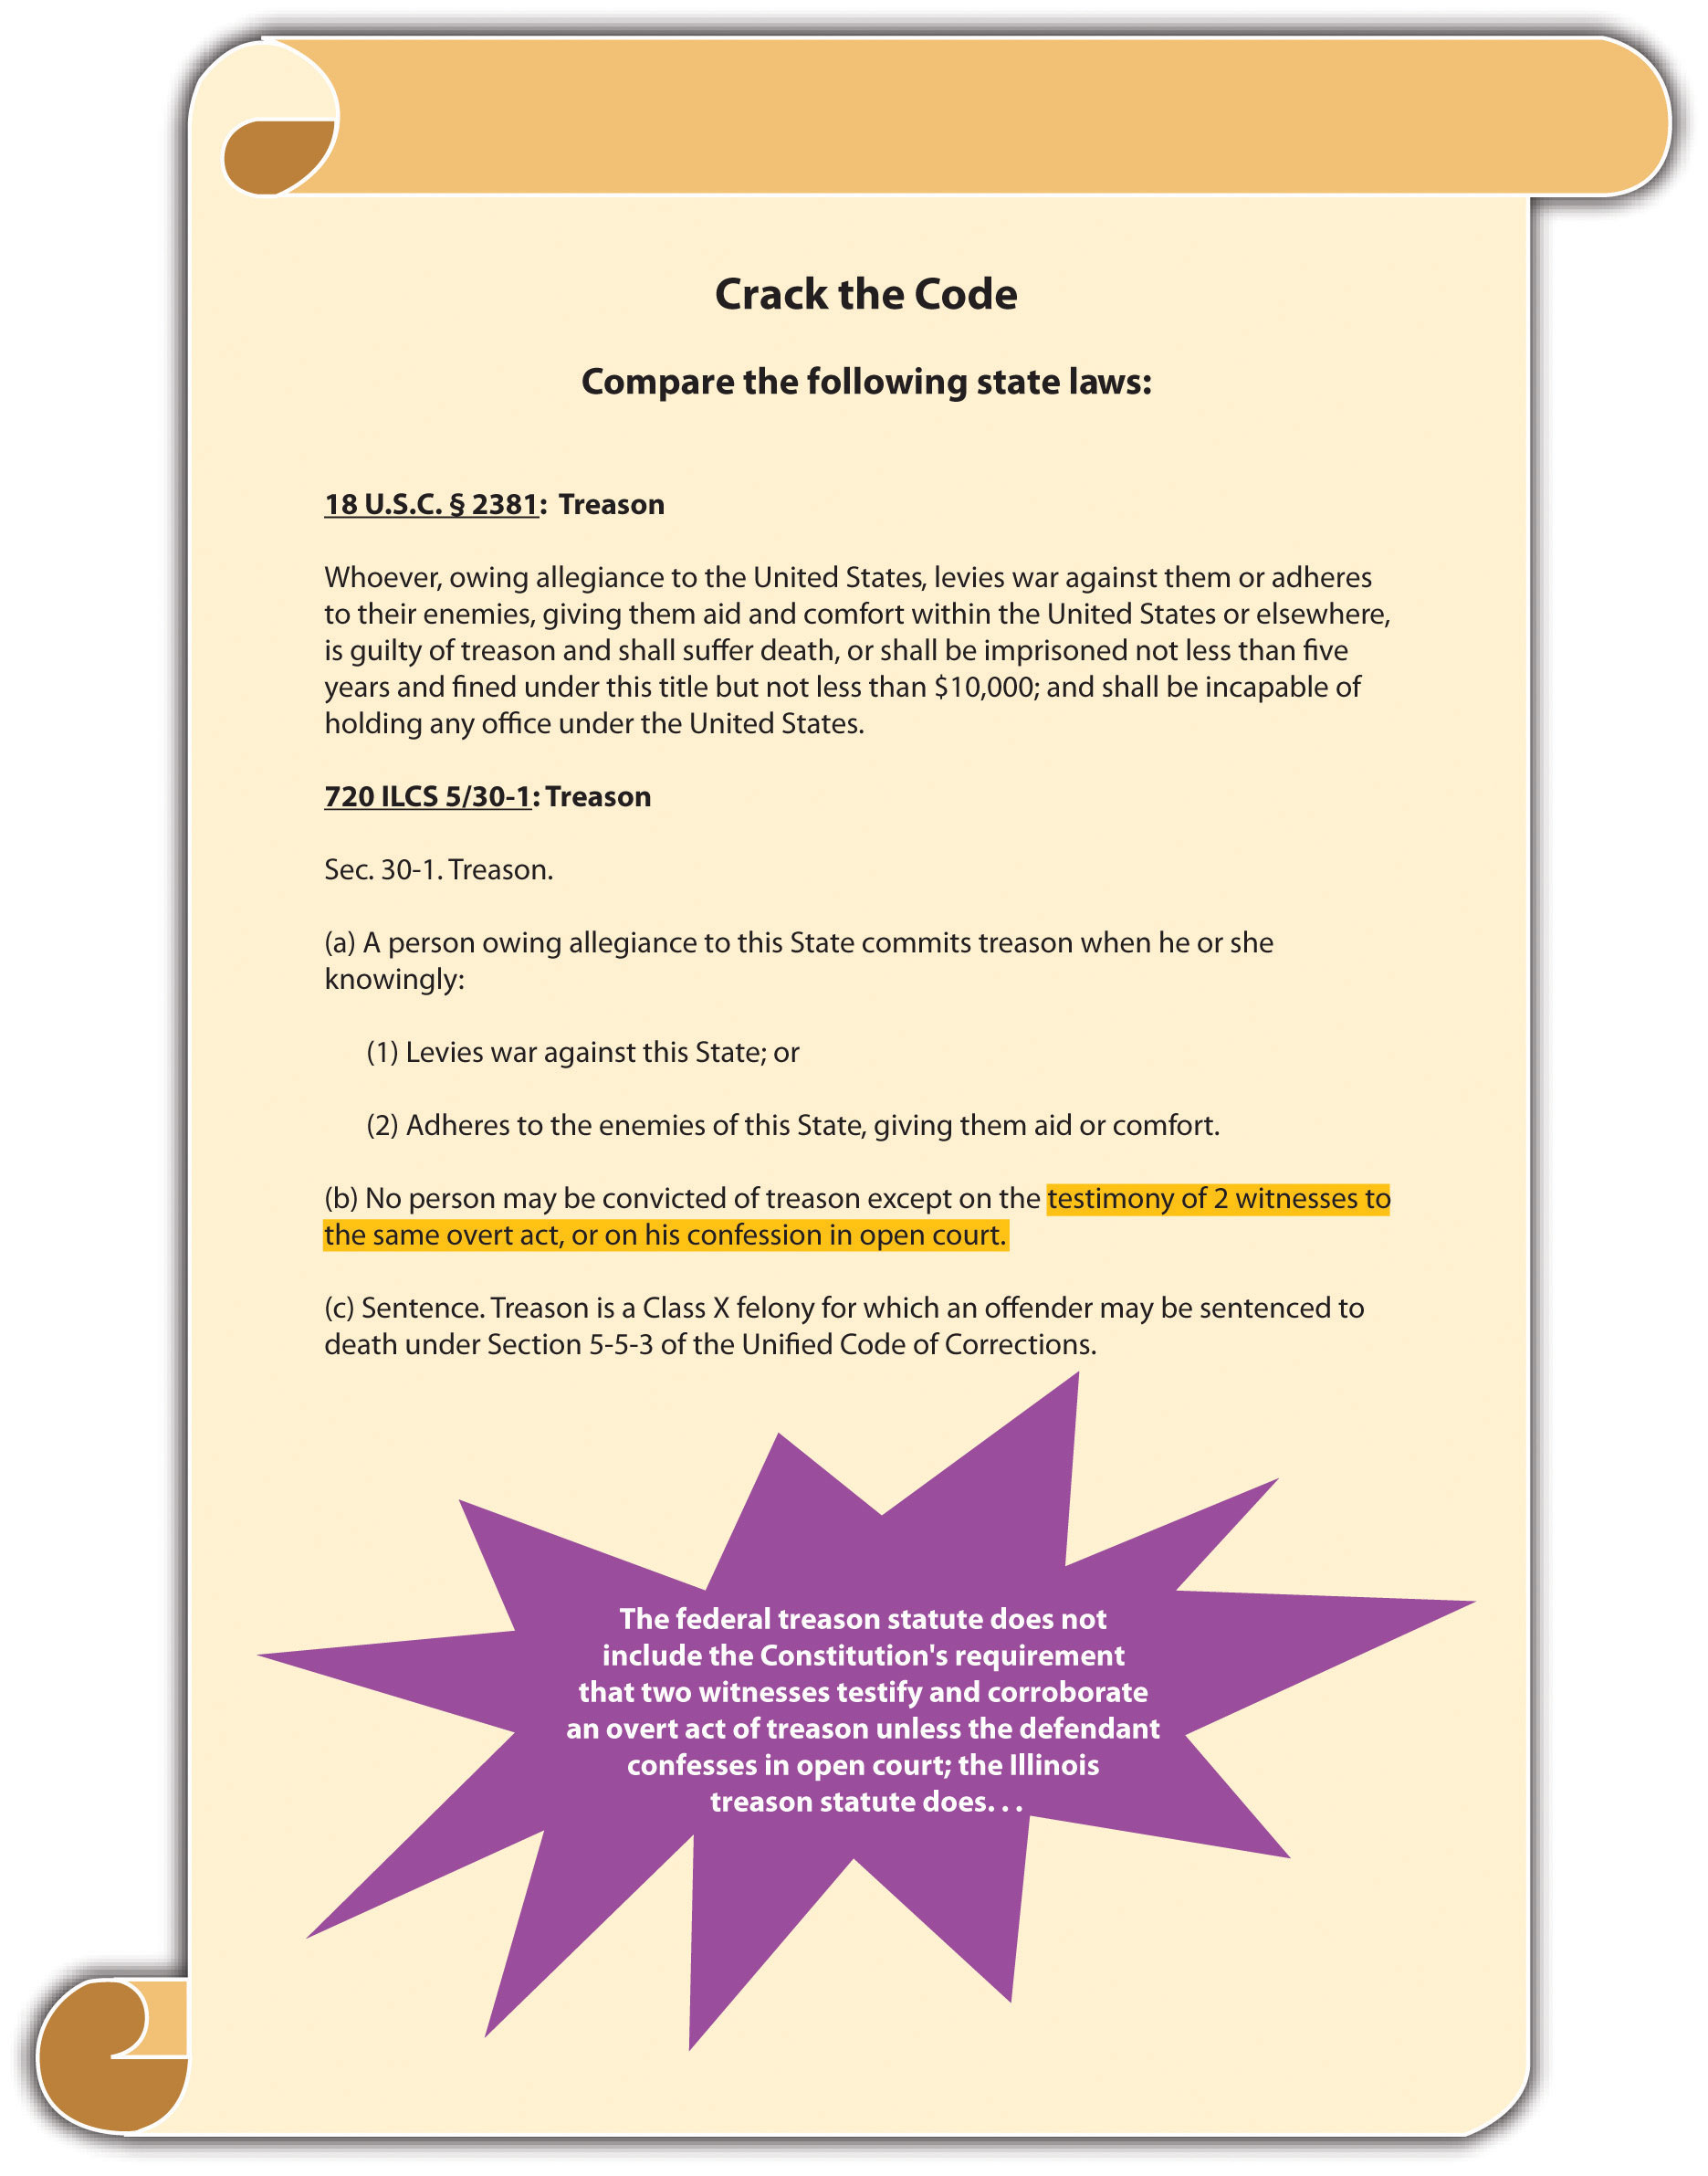 Crack the Code
Compare the following state laws:
18 U.S.C. § 2381:  Treason
Whoever, owing allegiance to the United States, levies war against them or adheres
to their enemies, giving them aid and comfort within the United States or elsewhere,
is guilty of treason and shall suffer death, or shall be imprisoned not less than five
years and fined under this title but not less than $10,000; and shall be incapable of
holding any office under the United States.
720 ILCS 5/30-1: Treason
Sec. 30-1. Treason.
(a) A person owing allegiance to this State commits treason when he or she
knowingly:
(1) Levies war against this State; or
(2) Adheres to the enemies of this State, giving them aid or comfort.
(b) No person may be convicted of treason except on the testimony of 2 witnesses to
the same overt act, or on his confession in open court.
(c) Sentence. Treason is a Class X felony for which an offender may be sentenced to
death under Section 5-5-3 of the Unified Code of Corrections.
The federal treason statute does not
include the Constitution's requirement
that two witnesses testify and corroborate
an overt act of treason unless the defendant
confesses in open court; the Illinois
treason statute does. . .